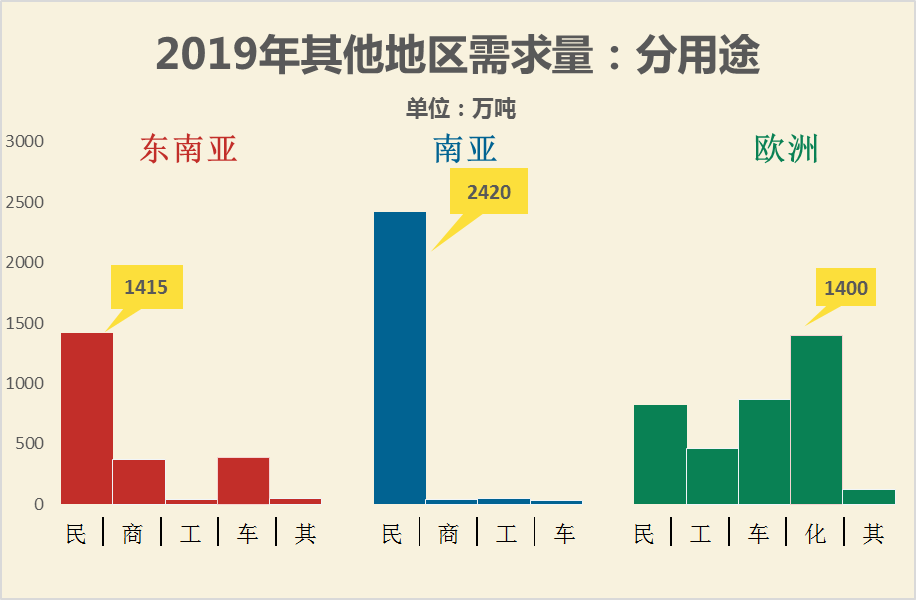 2019年其他地区需求量：分用途
单位：万吨
东南亚
南亚
欧洲
3000
2500
2000
1500
1000
500
0
1415
2420
1400
民 商 工 车 其
民 商 工 车
民 工 车 化 其